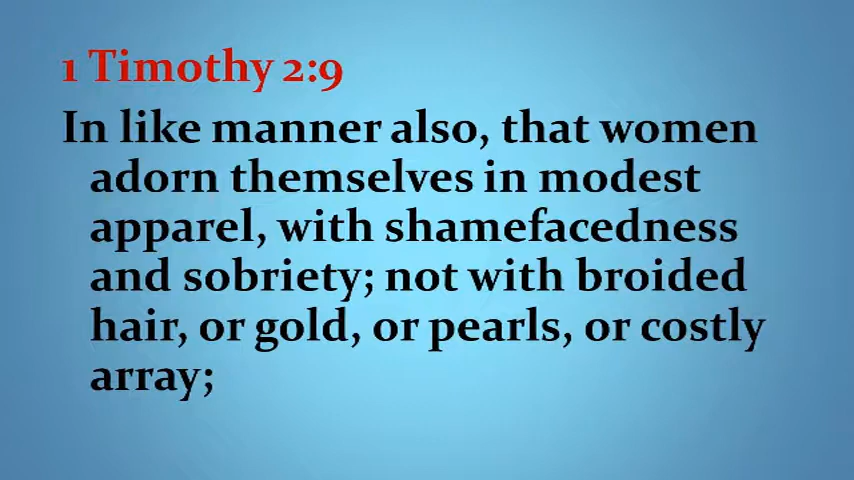 1 Timothy 2:9
In like manner also, that women
adorn themselves in modest
apparel, with shamefacedness
and sobriety; not with broided
hair, or gold, or pearls, or costly
array;